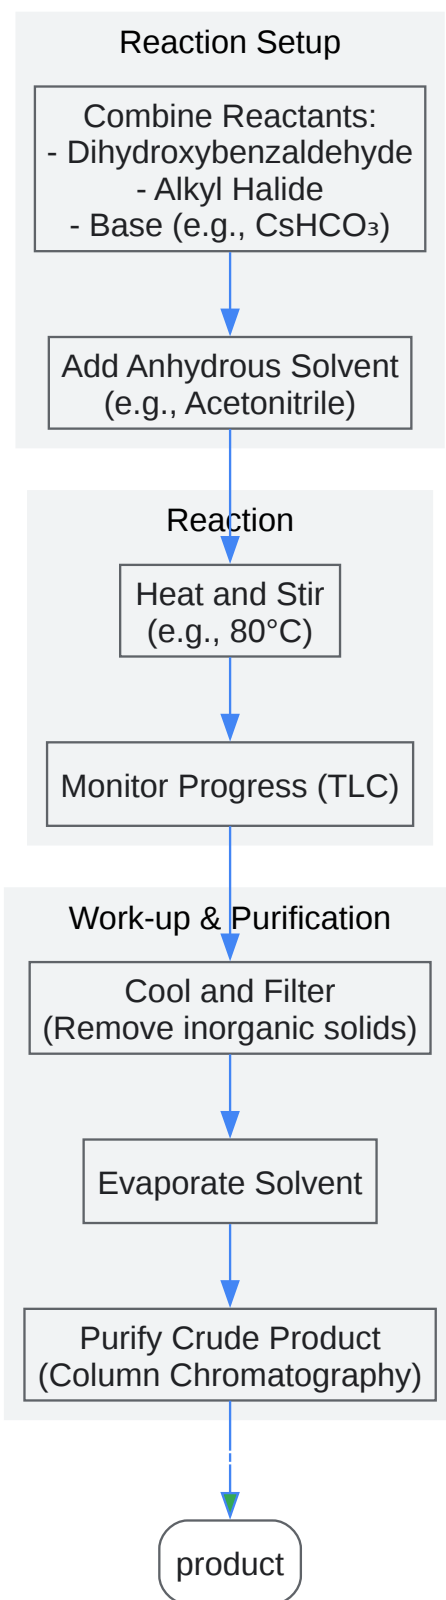 Reaction Setup
Combine Reactants:
- Dihydroxybenzaldehyde
- Alkyl Halide
- Base (e.g., CsHCO₃)
Add Anhydrous Solvent
(e.g., Acetonitrile)
Reaction
Heat and Stir
(e.g., 80°C)
Monitor Progress (TLC)
Work-up & Purification
Cool and Filter
(Remove inorganic solids)
Evaporate Solvent
Purify Crude Product
(Column Chromatography)
product